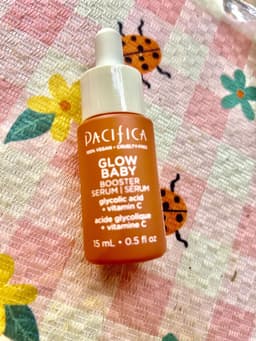 PACIFICA
100% VEGAN + CRUELTY-FREE
GLOW
BABY
BOOSTER
SERUM | SÉRUM
glycolic acid
+ vitamin C
acide glycolique
+ vitamine C
15 mL • 0.5 fl oz